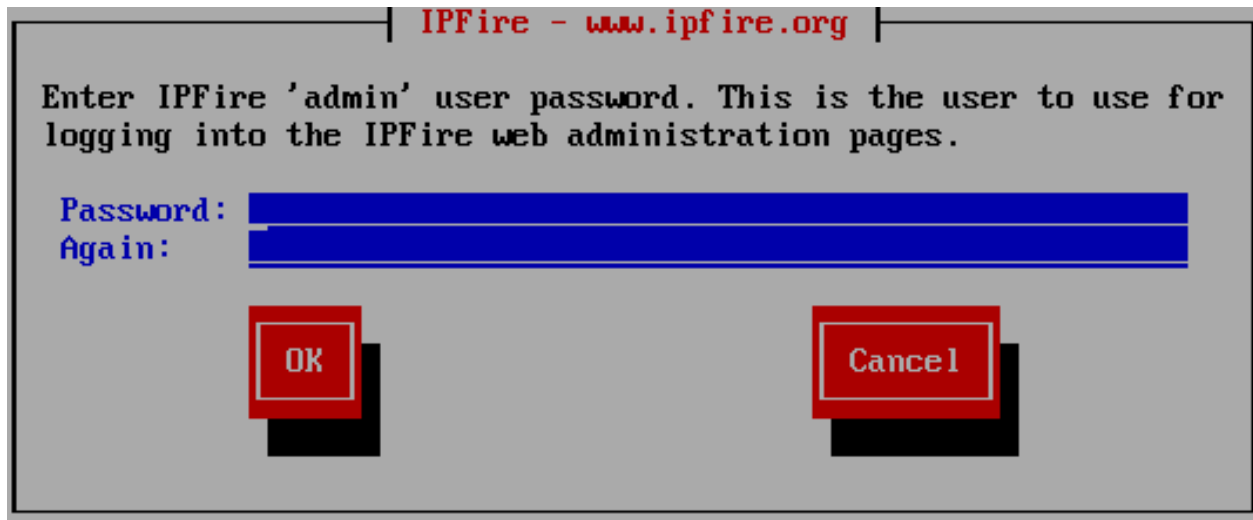 IPFire - www.ipfire.org
Enter IPFire 'admin' user password. This is the user to use for
logging into the IPFire web administration pages.
Password:
Again:
OK Cancel